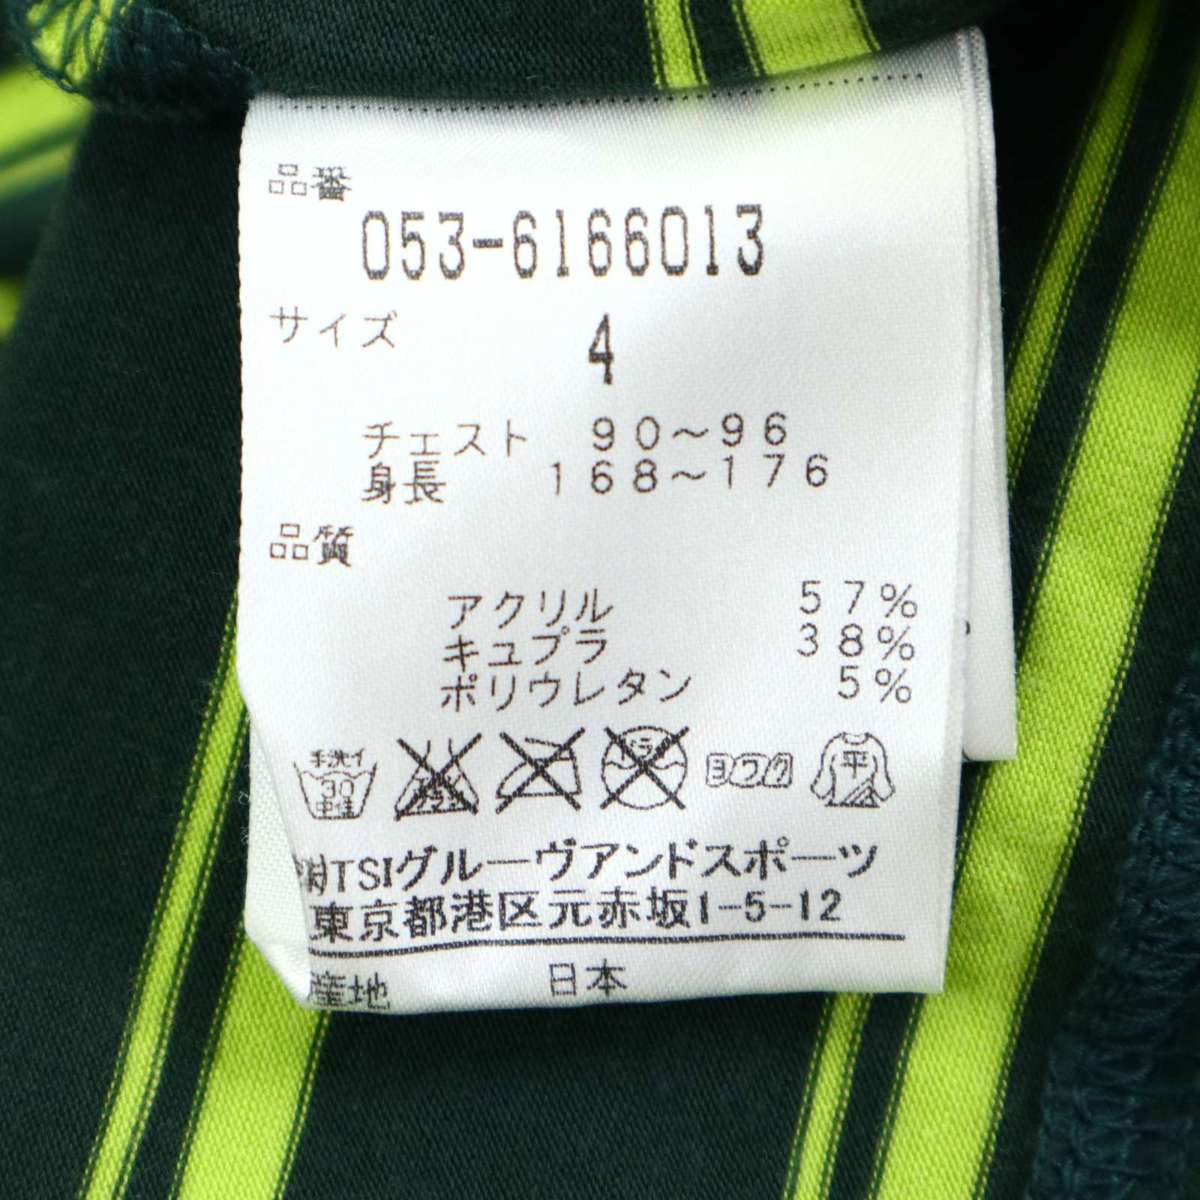 品番
053-6166013
サイズ 4
チェスト 90~96
身長 168~176
品質
アクリル 57%
キュプラ 38%
ポリウレタン 5%
手洗イ
30
中性
ヨワク
平
㈱TSIグルーヴアンドスポーツ
東京都港区元赤坂1-5-12
産地 日本